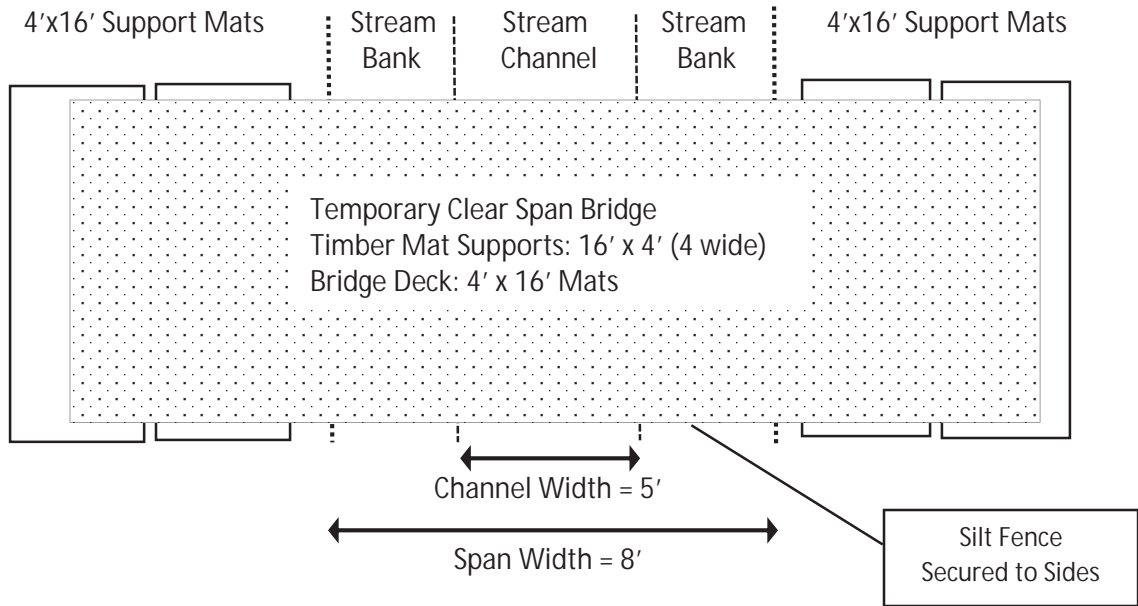 4′x16′ Support Mats
Stream
Bank
Stream
Channel
Stream
Bank
4′x16′ Support Mats
Temporary Clear Span Bridge
Timber Mat Supports: 16′ x 4′ (4 wide)
Bridge Deck: 4′ x 16′ Mats
Channel Width = 5′
Span Width = 8′
Silt Fence
Secured to Sides